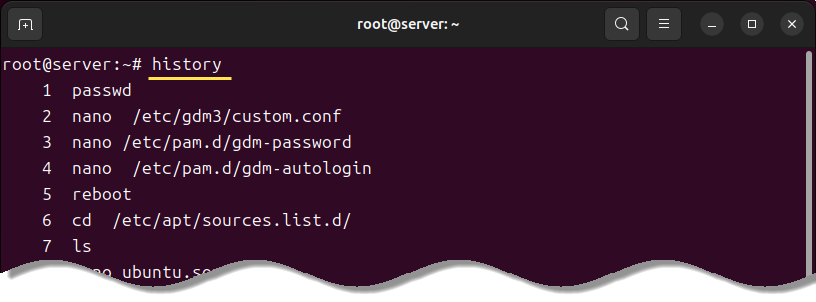 root@server: ~
root@server:~# history
1 passwd
2 nano  /etc/gdm3/custom.conf
3 nano /etc/pam.d/gdm-password
4 nano  /etc/pam.d/gdm-autologin
5 reboot
6 cd  /etc/apt/sources.list.d/
7 ls